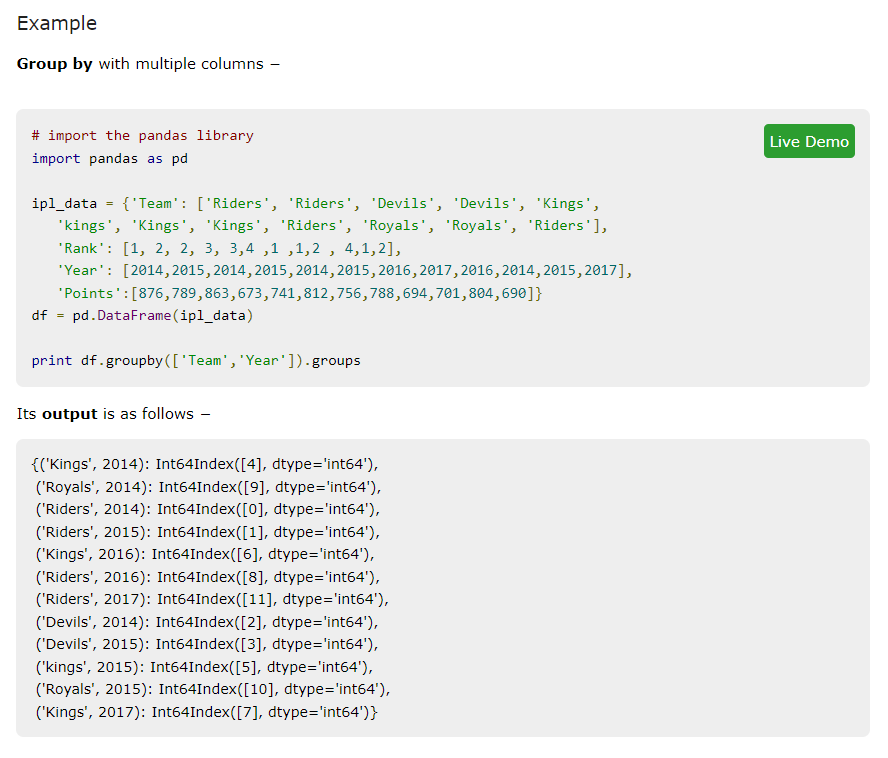 Example
Group by with multiple columns −
# import the pandas library
Live Demo
import pandas as pd
ipl_data = {'Team': ['Riders', 'Riders', 'Devils', 'Devils', 'Kings',
   'kings', 'Kings', 'Kings', 'Riders', 'Royals', 'Royals', 'Riders'],
   'Rank': [1, 2, 2, 3, 3,4 ,1 ,1,2 , 4,1,2],
   'Year': [2014,2015,2014,2015,2014,2015,2016,2017,2016,2014,2015,2017],
   'Points':[876,789,863,673,741,812,756,788,694,701,804,690]}
df = pd.DataFrame(ipl_data)
print df.groupby(['Team','Year']).groups
Its output is as follows −
{('Kings', 2014): Int64Index([4], dtype='int64'),
 ('Royals', 2014): Int64Index([9], dtype='int64'),
 ('Riders', 2014): Int64Index([0], dtype='int64'),
 ('Riders', 2015): Int64Index([1], dtype='int64'),
 ('Kings', 2016): Int64Index([6], dtype='int64'),
 ('Riders', 2016): Int64Index([8], dtype='int64'),
 ('Riders', 2017): Int64Index([11], dtype='int64'),
 ('Devils', 2014): Int64Index([2], dtype='int64'),
 ('Devils', 2015): Int64Index([3], dtype='int64'),
 ('kings', 2015): Int64Index([5], dtype='int64'),
 ('Royals', 2015): Int64Index([10], dtype='int64'),
 ('Kings', 2017): Int64Index([7], dtype='int64')}